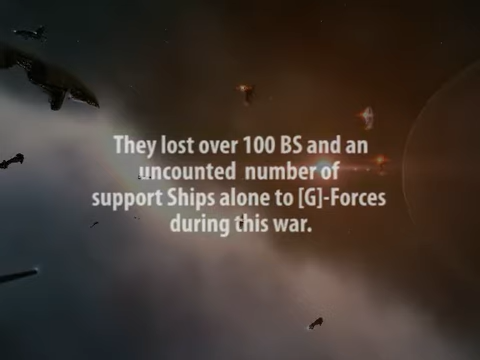 They lost over 100 BS and an
uncounted number of
support Ships alone to [G]-Forces
during this war.